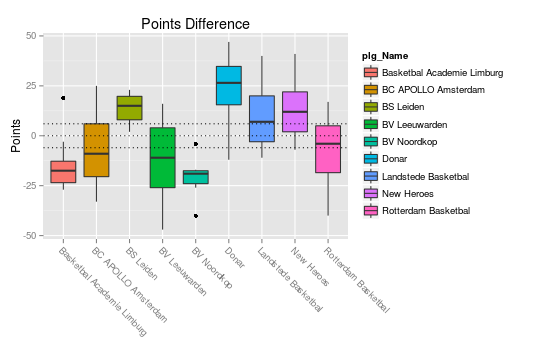 Points Difference
Points
50
25
0
-25
-50
Basketbal Academie Limburg
BC APOLLO Amsterdam
BS Leiden
BV Leeuwarden
BV Noordkop
Donar
Landstede Basketbal
New Heroes
Rotterdam Basketbal
plg_Name
Basketbal Academie Limburg
BC APOLLO Amsterdam
BS Leiden
BV Leeuwarden
BV Noordkop
Donar
Landstede Basketbal
New Heroes
Rotterdam Basketbal